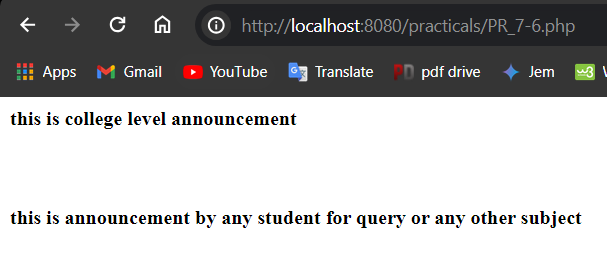 http://localhost:8080/practicals/PR_7-6.php
Apps Gmail YouTube Translate pdf drive Jem
this is college level announcement
this is announcement by any student for query or any other subject